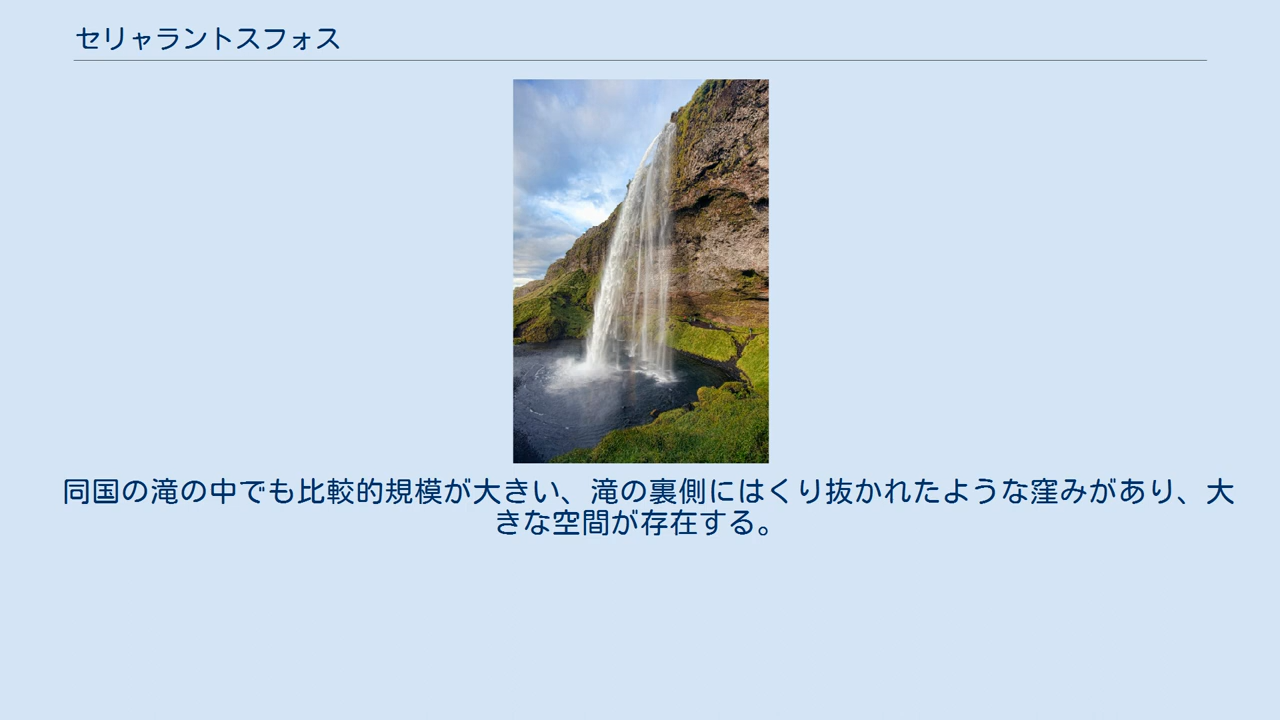 セリャラントスフォス
同国の滝の中でも比較的規模が大きい、滝の裏側にはくり抜かれたような窪みがあり、大
きな空間が存在する。